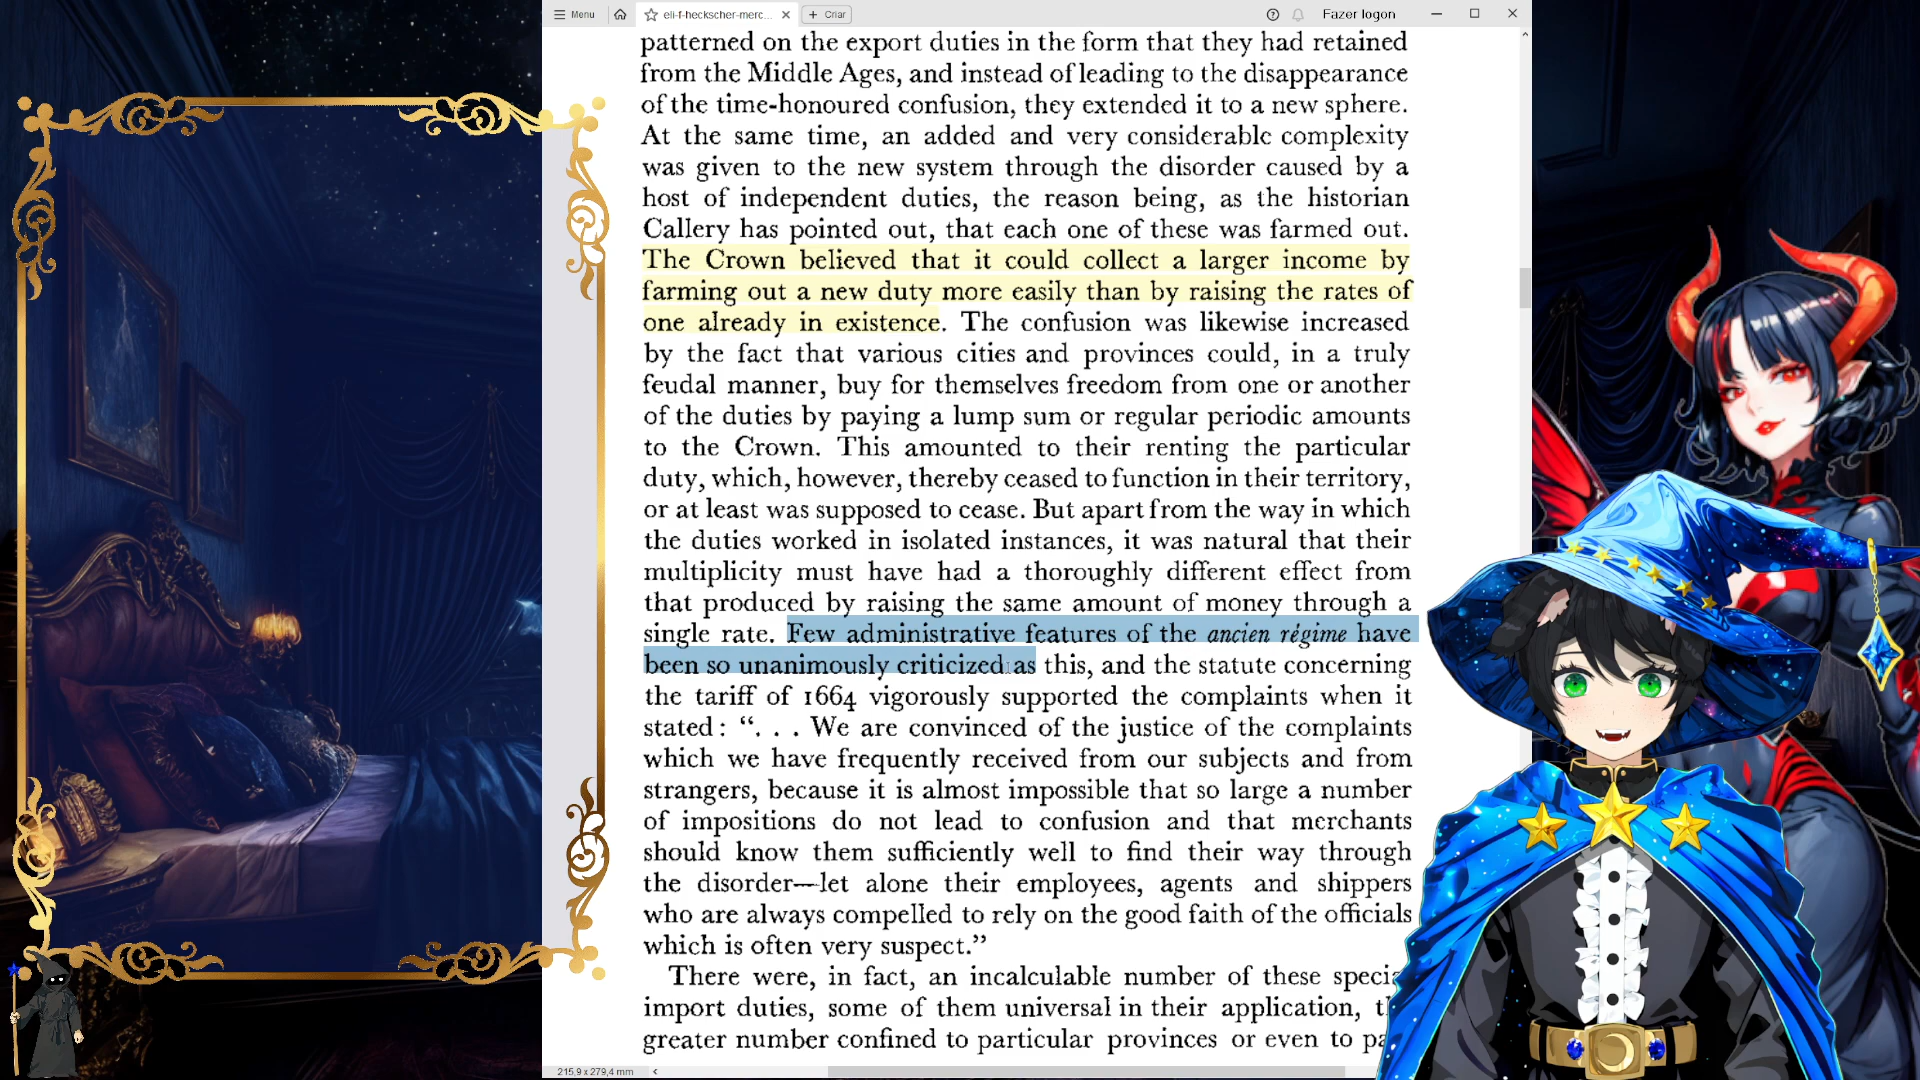 Menu
eli-f-heckscher-merc...
Criar
Fazer logon
patterned on the export duties in the form that they had retained
from the Middle Ages, and instead of leading to the disappearance
of the time-honoured confusion, they extended it to a new sphere.
At the same time, an added and very considerable complexity
was given to the new system through the disorder caused by a
host of independent duties, the reason being, as the historian
Callery has pointed out, that each one of these was farmed out.
The Crown believed that it could collect a larger income by
farming out a new duty more easily than by raising the rates of
one already in existence. The confusion was likewise increased
by the fact that various cities and provinces could, in a truly
feudal manner, buy for themselves freedom from one or another
of the duties by paying a lump sum or regular periodic amounts
to the Crown. This amounted to their renting the particular
duty, which, however, thereby ceased to function in their territory,
or at least was supposed to cease. But apart from the way in which
the duties worked in isolated instances, it was natural that their
multiplicity must have had a thoroughly different effect from
that produced by raising the same amount of money through a
single rate. Few administrative features of the ancien régime have
been so unanimously criticized as this, and the statute concerning
the tariff of 1664 vigorously supported the complaints when it
stated: “. . . We are convinced of the justice of the complaints
which we have frequently received from our subjects and from
strangers, because it is almost impossible that so large a number
of impositions do not lead to confusion and that merchants
should know them sufficiently well to find their way through
the disorder—let alone their employees, agents and shippers
who are always compelled to rely on the good faith of the officials
which is often very suspect.”
There were, in fact, an incalculable number of these
import duties, some of them universal in their application,
greater number confined to particular provinces or even to
215,9 x 279,4 mm